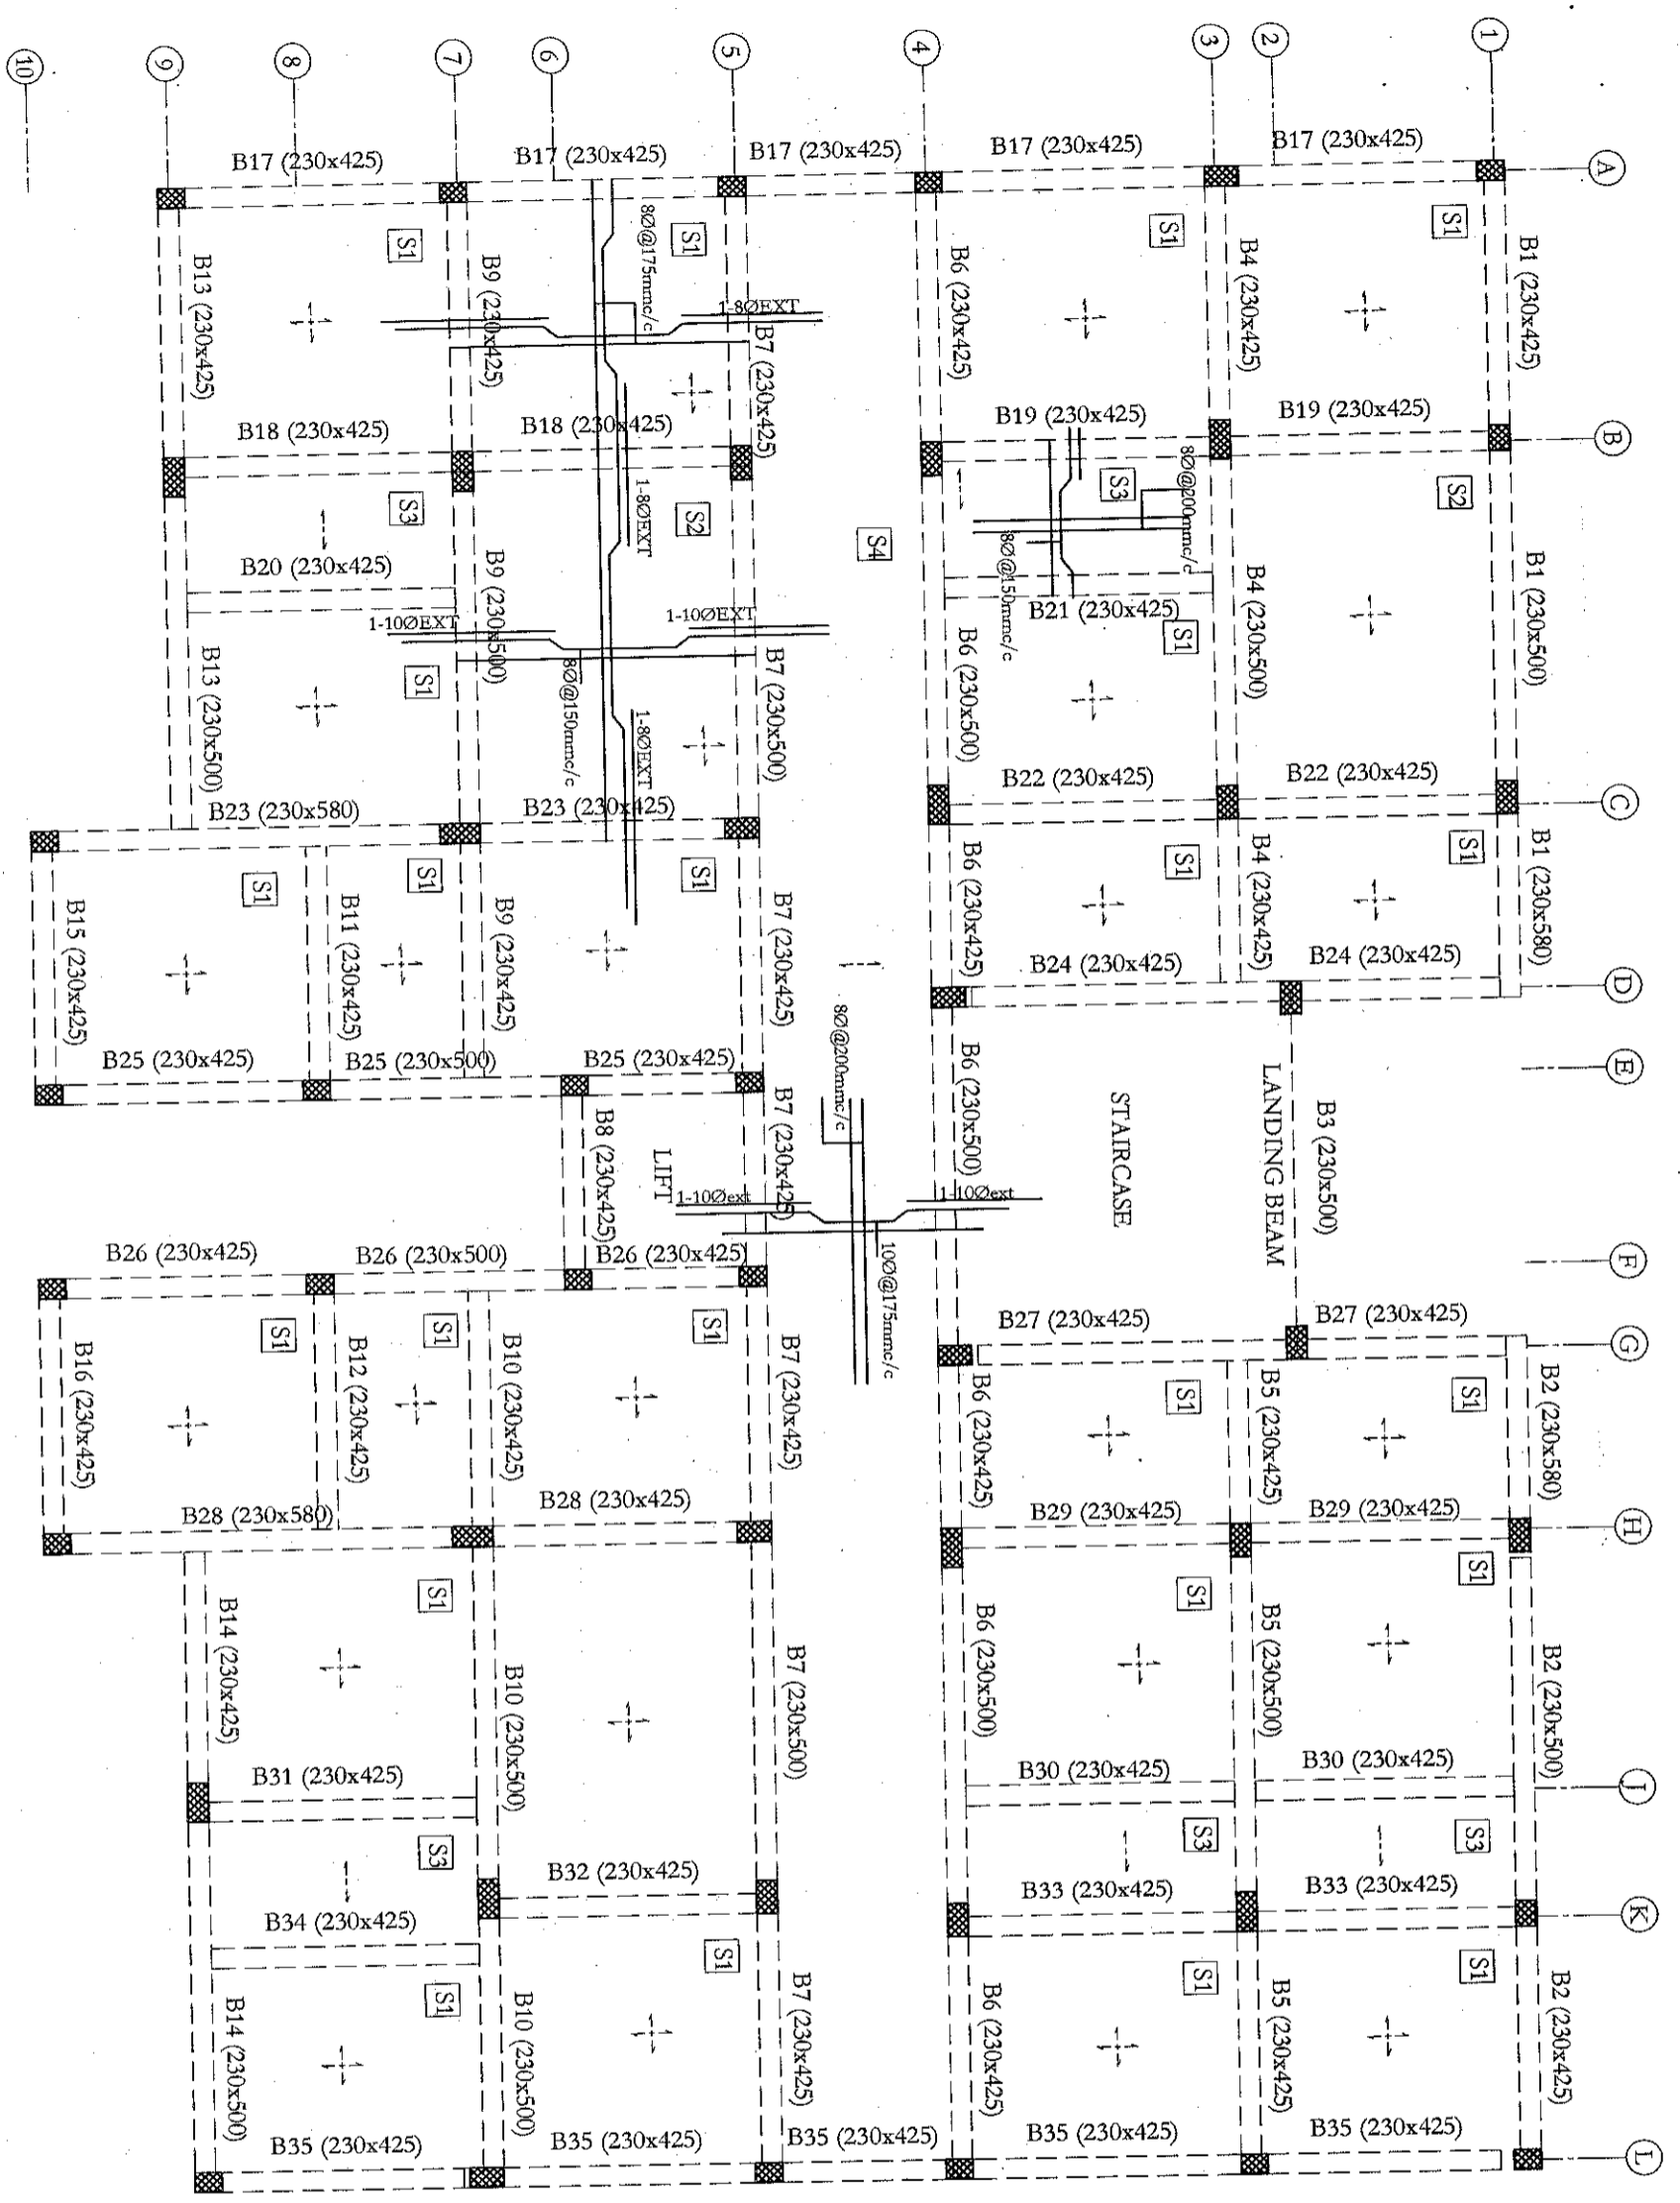 10
9
8
7
6
5
4
3
2
1
A
B17 (230x425)
B17 (230x425)
B17 (230x425)
B17 (230x425)
B17 (230x425)
S1
S1
S1
S1
8Ø@175mmc/c
B13 (230x425)
B9 (230x425)
1-8ØEXT
B7 (230x425)
B6 (230x425)
B4 (230x425)
B1 (230x425)
B18 (230x425)
B18 (230x425)
B19 (230x425)
B19 (230x425)
B
S3
1-8ØEXT
S2
S4
S3
8Ø@200mmc/c
S2
8Ø@150mmc/c
B20 (230x425)
B9 (230x500)
B21 (230x425)
B4 (230x500)
B1 (230x500)
1-10ØEXT
1-10ØEXT
B13 (230x500)
S1
8Ø@150mmc/c
1-8ØEXT
B7 (230x500)
B6 (230x500)
S1
B22 (230x425)
B22 (230x425)
C
B23 (230x580)
B23 (230x425)
S1
S1
S1
S1
S1
B15 (230x425)
B11 (230x425)
B9 (230x425)
B7 (230x425)
B6 (230x425)
B4 (230x425)
B1 (230x580)
B24 (230x425)
B24 (230x425)
D
B25 (230x425)
B25 (230x500)
B25 (230x425)
8Ø@200mmc/c
E
B8 (230x425)
LIFT
B7 (230x425)
B6 (230x500)
STAIRCASE
LANDING BEAM
B3 (230x500)
1-10Øext
1-10Øext
10Ø@175mmc/c
B26 (230x425)
B26 (230x500)
B26 (230x425)
F
B27 (230x425)
B27 (230x425)
G
S1
S1
S1
S1
S1
B16 (230x425)
B12 (230x425)
B10 (230x425)
B7 (230x425)
B6 (230x425)
B5 (230x425)
B2 (230x580)
B28 (230x580)
B28 (230x425)
B29 (230x425)
B29 (230x425)
H
S1
S1
S1
B14 (230x425)
B10 (230x500)
B7 (230x500)
B6 (230x500)
B5 (230x500)
B2 (230x500)
B31 (230x425)
B30 (230x425)
B30 (230x425)
J
S3
S3
S3
B32 (230x425)
B33 (230x425)
B33 (230x425)
K
B34 (230x425)
S1
S1
S1
S1
B14 (230x500)
B10 (230x500)
B7 (230x425)
B6 (230x425)
B5 (230x425)
B2 (230x425)
B35 (230x425)
B35 (230x425)
B35 (230x425)
B35 (230x425)
B35 (230x425)
L